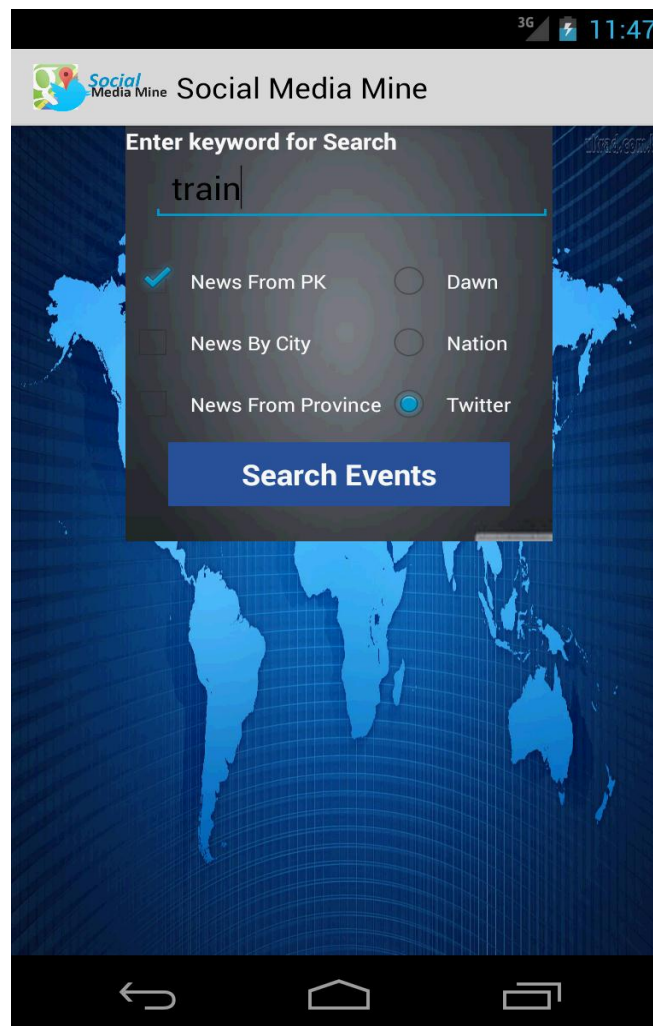 3G 11:47
Social Media Mine Social Media Mine
Enter keyword for Search
train
News From PK Dawn
News By City Nation
News From Province Twitter
Search Events